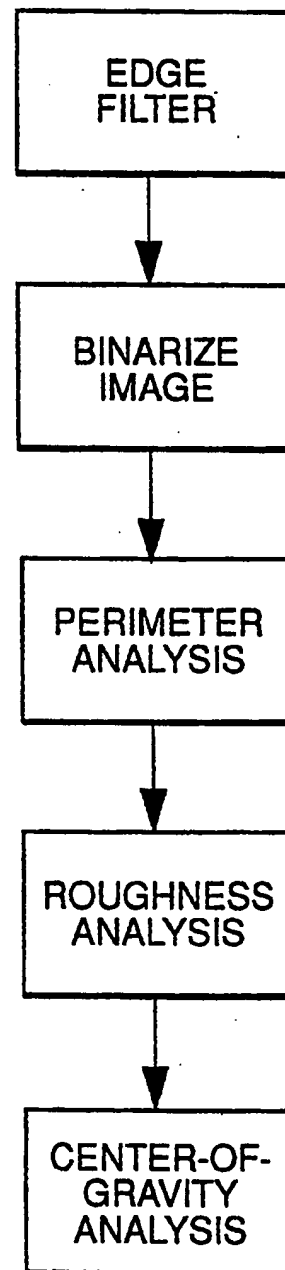 EDGE
FILTER
BINARIZE
IMAGE
PERIMETER
ANALYSIS
ROUGHNESS
ANALYSIS
CENTER-OF-
GRAVITY
ANALYSIS